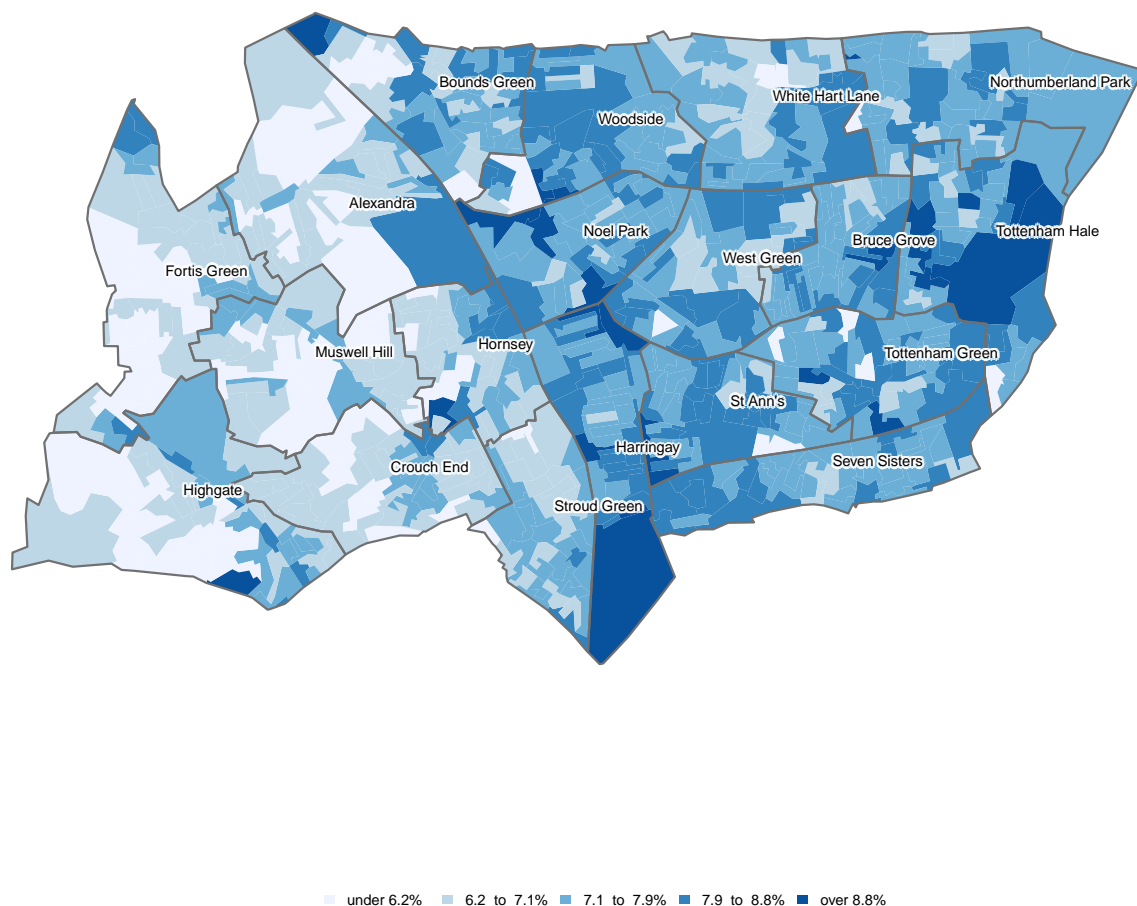 Bounds Green
Northumberland Park
White Hart Lane
Woodside
Alexandra
Noel Park
Tottenham Hale
Bruce Grove
West Green
Fortis Green
Hornsey
Muswell Hill
Tottenham Green
St Ann's
Harringay
Seven Sisters
Crouch End
Highgate
Stroud Green
under 6.2% 6.2 to 7.1% 7.1 to 7.9% 7.9 to 8.8% over 8.8%